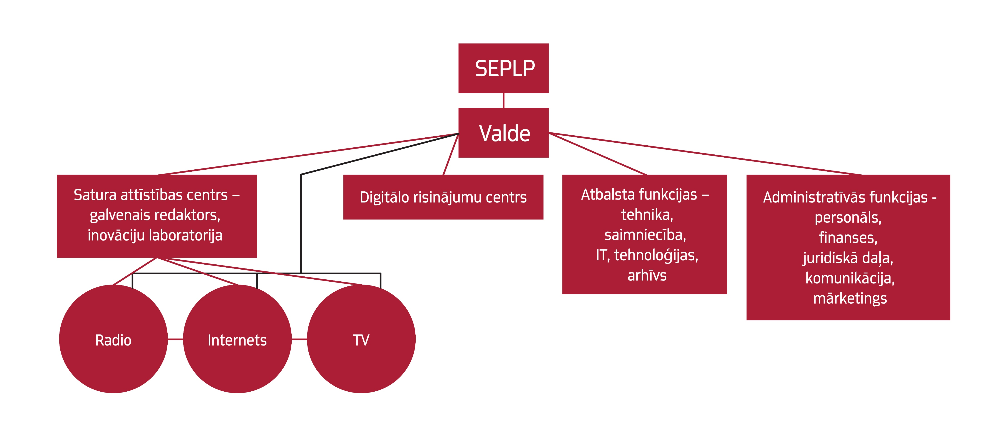 SEPLP
Valde
Satura attīstības centrs –
galvenais redaktors,
inovāciju laboratorija
Digitālo risinājumu centrs
Atbalsta funkcijas –
tehnika,
saimniecība,
IT, tehnoloģijas,
arhīvs
Administratīvās funkcijas -
personāls,
finanses,
juridiskā daļa,
komunikācija,
mārketings
Radio
Internets
TV